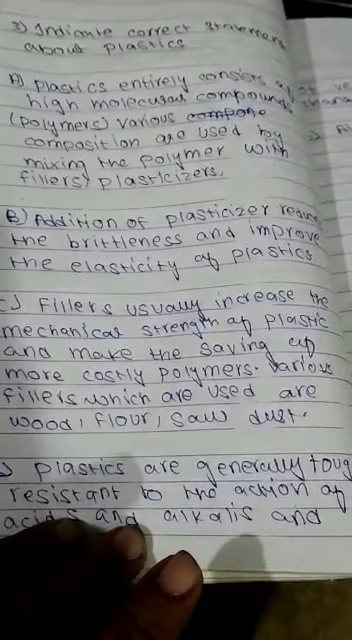 3) Indicate correct
about plastics
A) Plastics entirely consists of
high molecular compounds
(polymers) various
composition are used by
mixing the polymer with
fillers) plasticizers.
B) Addition of plasticizer
the brittleness and improve
the elasticity of plastics
C) Fillers usually increase the
mechanical strength of plastic
and make the saving of
more costly polymers. various
fillers which are used are
wood, flour, saw dust.
plastics are generally
resistant to the action of
acids and alkalis and